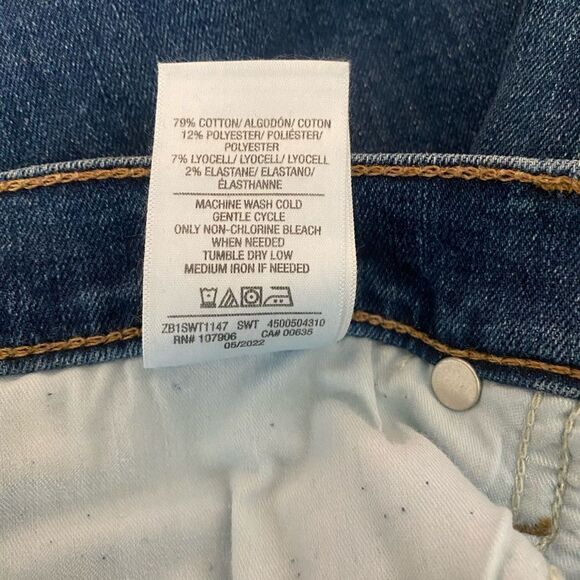 79% COTTON/ ALGODÓN/ COTON
12% POLYESTER/ POLIÉSTER/
POLYESTER
7% LYOCELL/ LYOCELL/ LYOCELL
2% ELASTANE/ ELASTANO/
ÉLASTHANNE
MACHINE WASH COLD
GENTLE CYCLE
ONLY NON-CHLORINE BLEACH
WHEN NEEDED
TUMBLE DRY LOW
MEDIUM IRON IF NEEDED
ZB1SWT1147 SWT 4500504310
RN# 107906 CA# 00635
05/2022